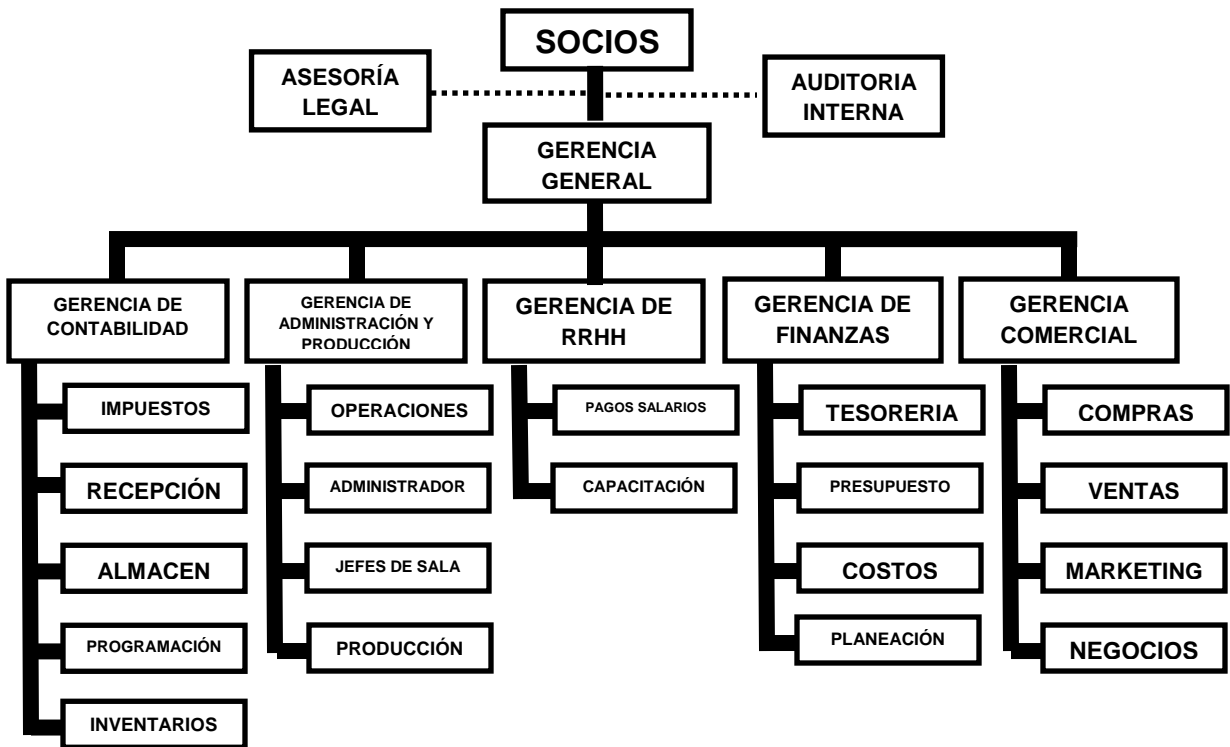 SOCIOS
ASESORÍA
LEGAL
AUDITORIA
INTERNA
GERENCIA
GENERAL
GERENCIA DE
CONTABILIDAD
GERENCIA DE
ADMINISTRACIÓN Y
PRODUCCIÓN
GERENCIA DE
RRHH
GERENCIA DE
FINANZAS
GERENCIA
COMERCIAL
IMPUESTOS
RECEPCIÓN
ALMACEN
PROGRAMACIÓN
INVENTARIOS
OPERACIONES
ADMINISTRADOR
JEFES DE SALA
PRODUCCIÓN
PAGOS SALARIOS
CAPACITACIÓN
TESORERIA
PRESUPUESTO
COSTOS
PLANEACIÓN
COMPRAS
VENTAS
MARKETING
NEGOCIOS